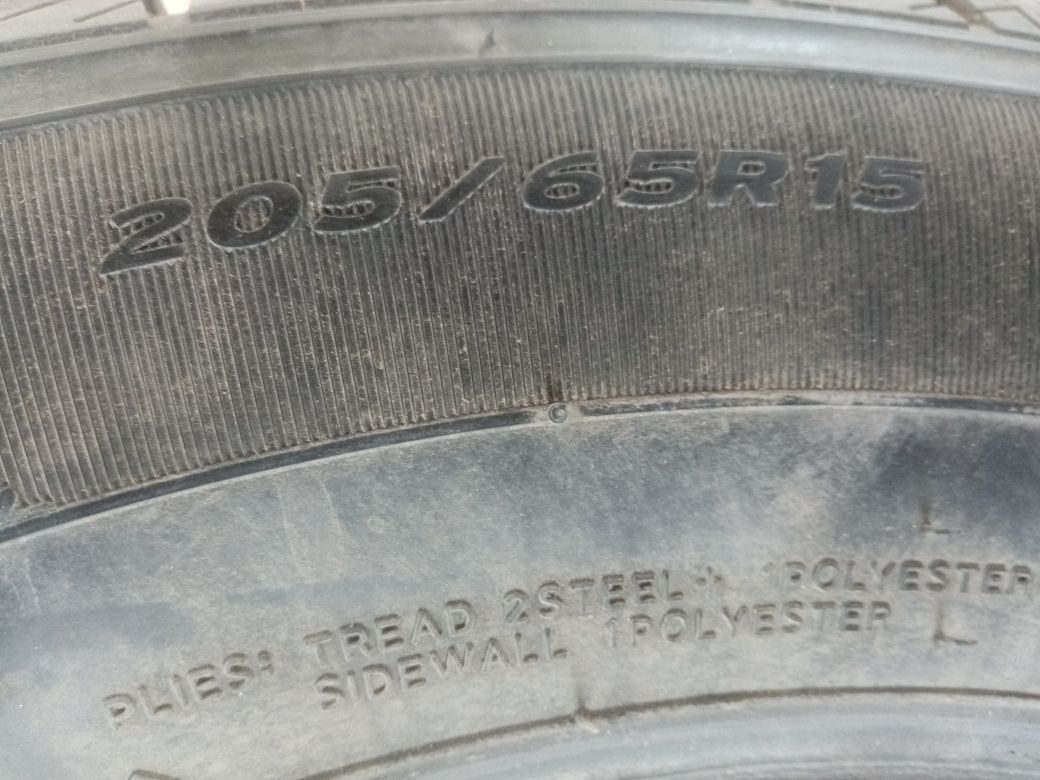 205/65R15
PLIES: TREAD 2STEEL+ 1POLYESTER
SIDEWALL 1POLYESTER